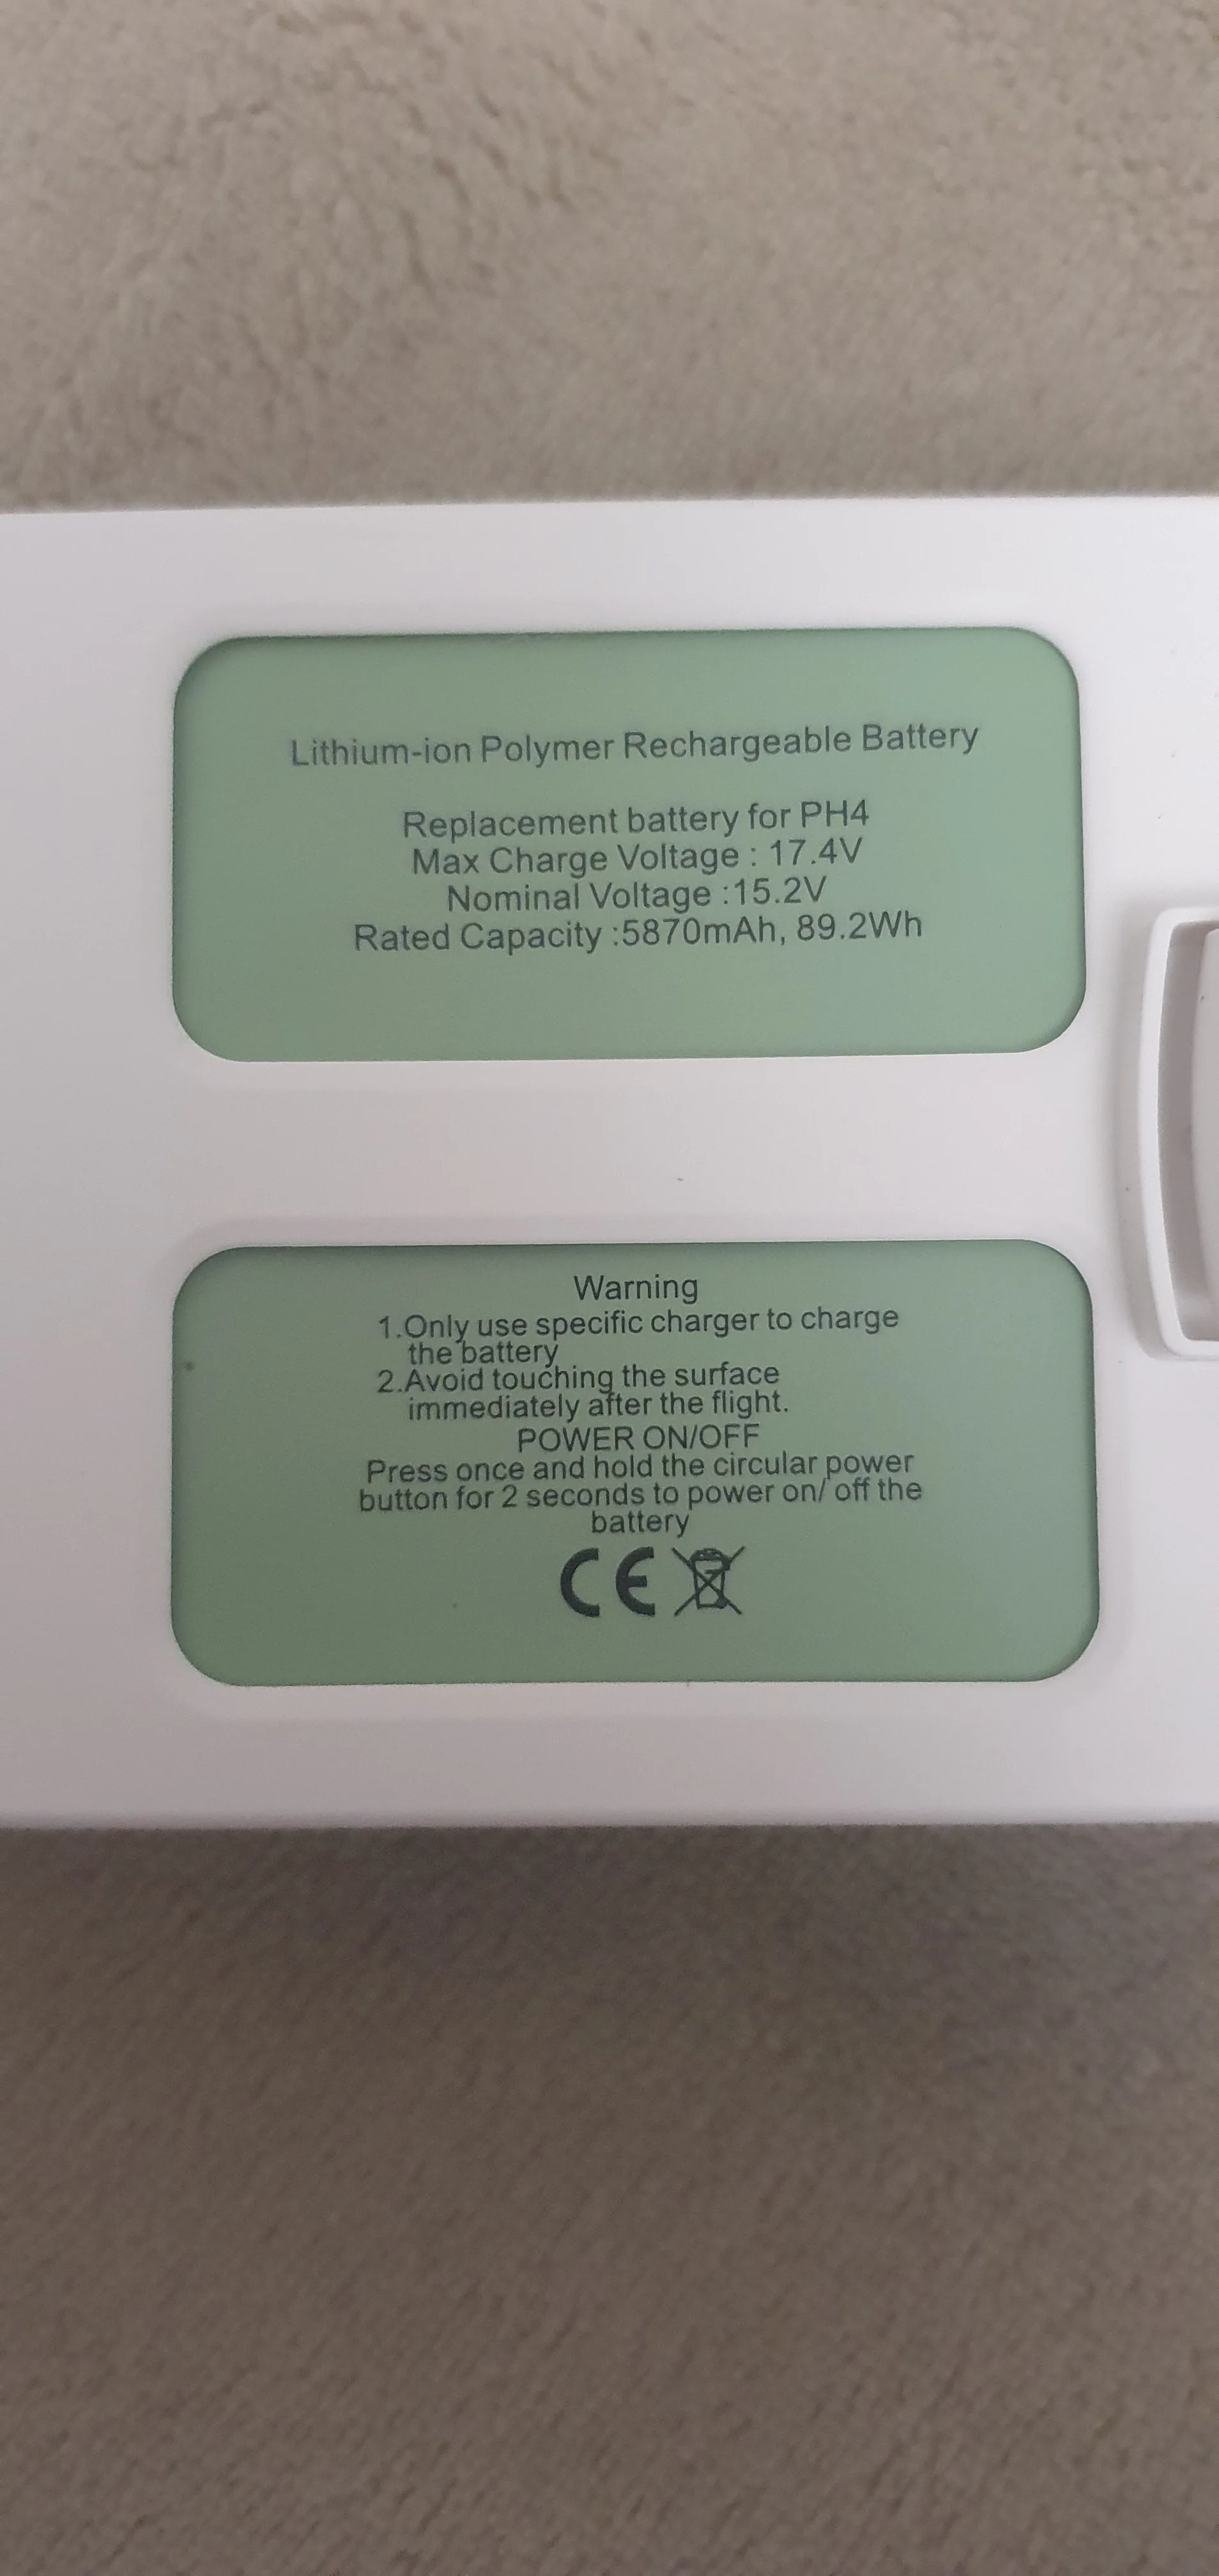 Lithium-ion Polymer Rechargeable Battery
Replacement battery for PH4
Max Charge Voltage : 17.4V
Nominal Voltage :15.2V
Rated Capacity :5870mAh, 89.2Wh
Warning
1.Only use specific charger to charge
the battery
2.Avoid touching the surface
immediately after the flight.
POWER ON/OFF
Press once and hold the circular power
button for 2 seconds to power on/ off the
battery
CE